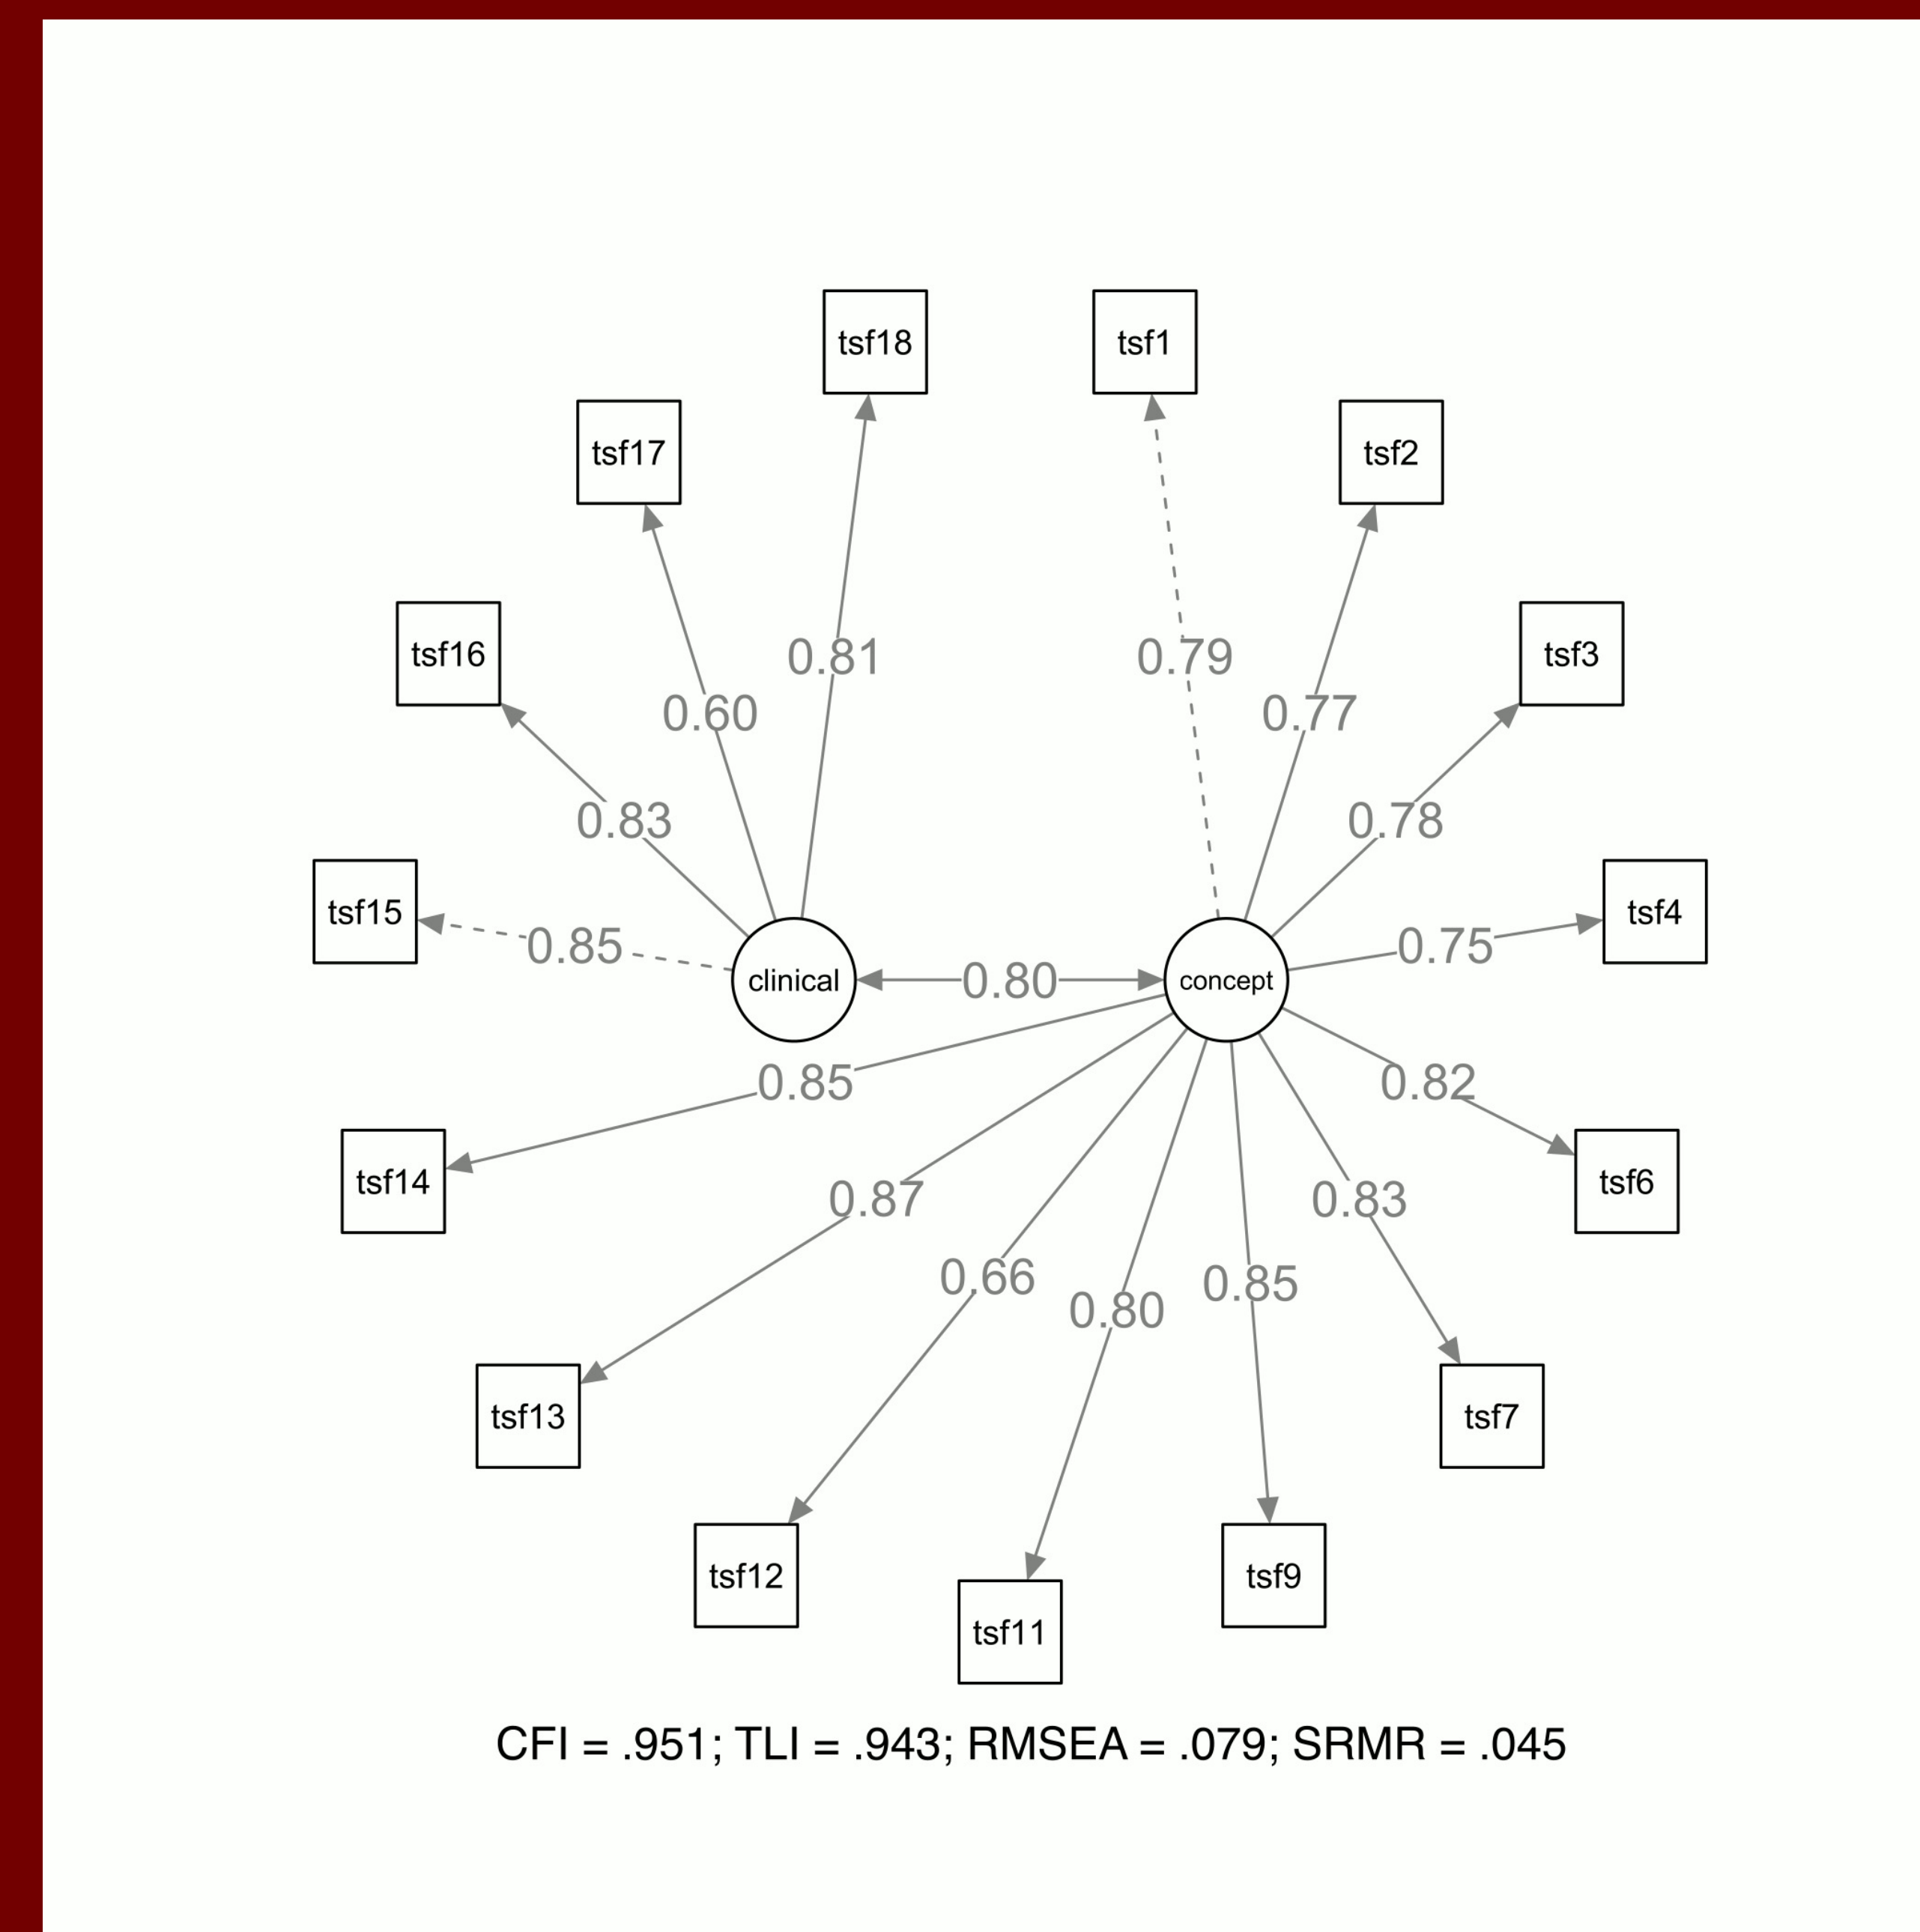 tsf18
tsf1
tsf17
tsf2
tsf16
tsf3
0.81
0.79
0.60
0.77
0.83
0.78
tsf15
tsf4
0.85
0.75
clinical
0.80
concept
0.85
0.82
tsf14
tsf6
0.87
0.83
0.66
0.85
0.80
tsf13
tsf7
tsf12
tsf9
tsf11
CFI = .951; TLI = .943; RMSEA = .079; SRMR = .045